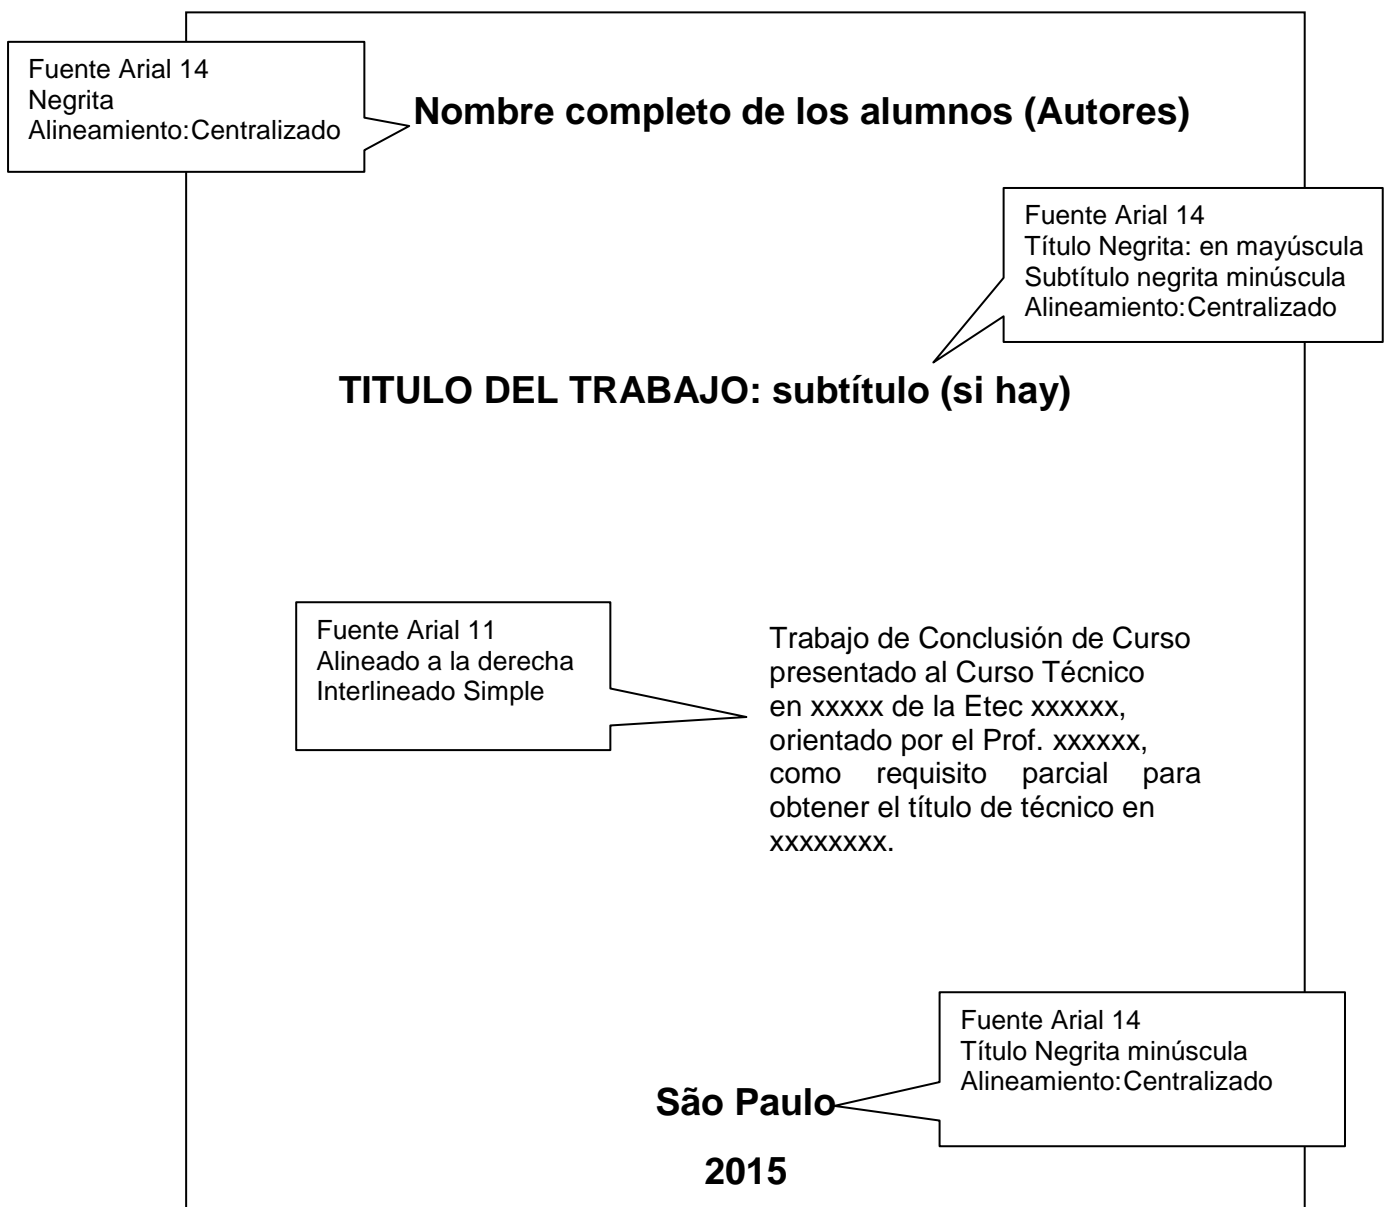 Fuente Arial 14
Negrita
Alineamiento:Centralizado
Nombre completo de los alumnos (Autores)
Fuente Arial 14
Título Negrita: en mayúscula
Subtítulo negrita minúscula
Alineamiento:Centralizado
TITULO DEL TRABAJO: subtítulo (si hay)
Fuente Arial 11
Alineado a la derecha
Interlineado Simple
Trabajo de Conclusión de Curso
presentado al Curso Técnico
en xxxxx de la Etec xxxxxx,
orientado por el Prof. xxxxxx,
como requisito parcial para
obtener el título de técnico en
xxxxxxxx.
Fuente Arial 14
Título Negrita minúscula
Alineamiento:Centralizado
São Paulo
2015